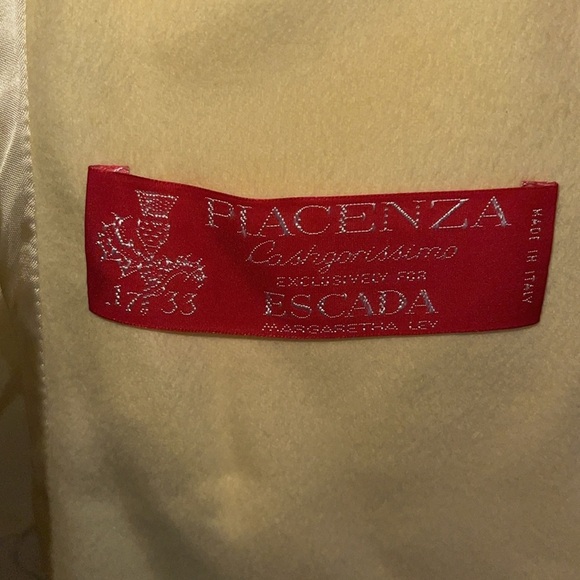 PIACENZA
Cashgorissimo
EXCLUSIVELY FOR
ESCADA
MARGARETHA LEY
1733
MADE IN ITALY